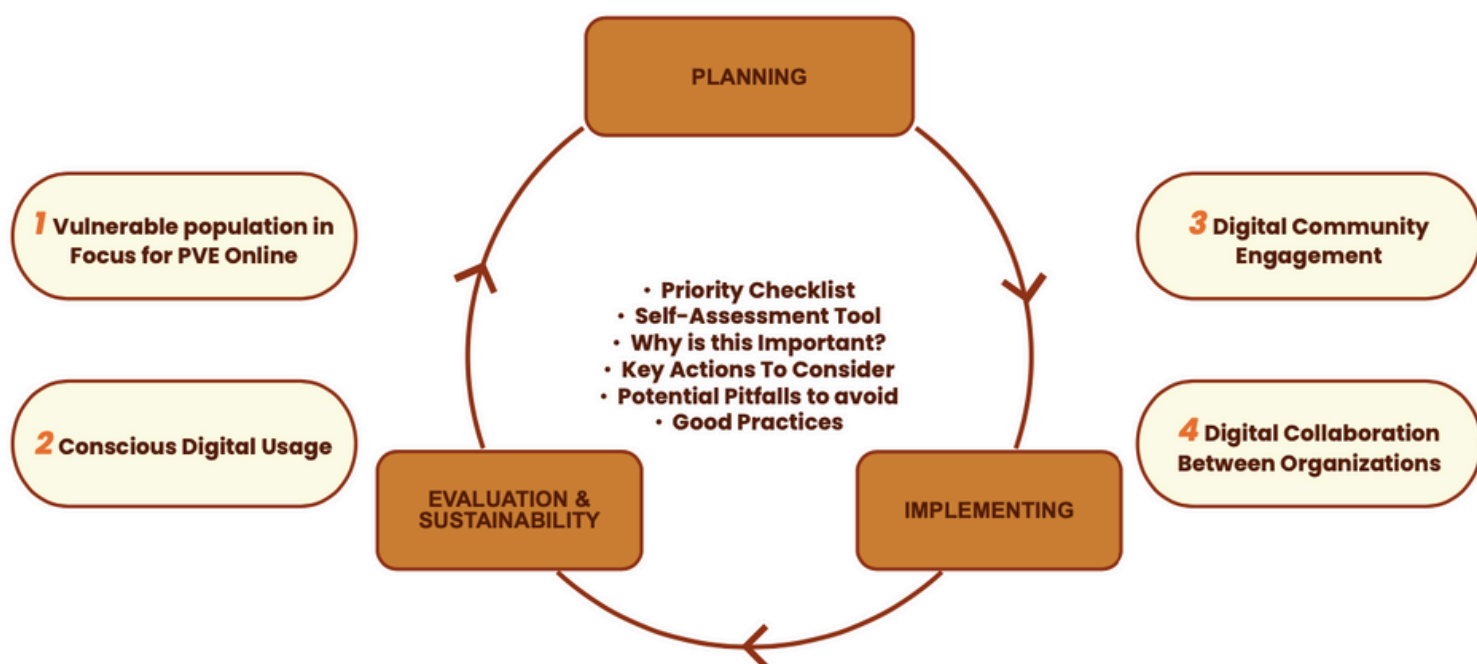 PLANNING
1 Vulnerable population in
Focus for PVE Online
3 Digital Community
Engagement
• Priority Checklist
• Self-Assessment Tool
• Why is this Important?
• Key Actions To Consider
• Potential Pitfalls to avoid
• Good Practices
2 Conscious Digital Usage
4 Digital Collaboration
Between Organizations
EVALUATION &
SUSTAINABILITY
IMPLEMENTING